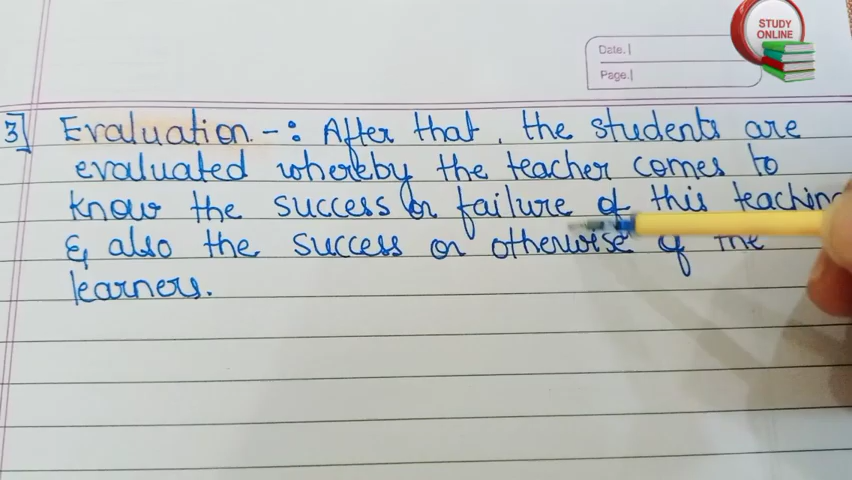 STUDY
ONLINE
Date.
Page.
3] Evaluation -: After that, the students are
evaluated whereby the teacher comes to
know the success or failure of this teaching
& also the success or otherwise of the
learners.